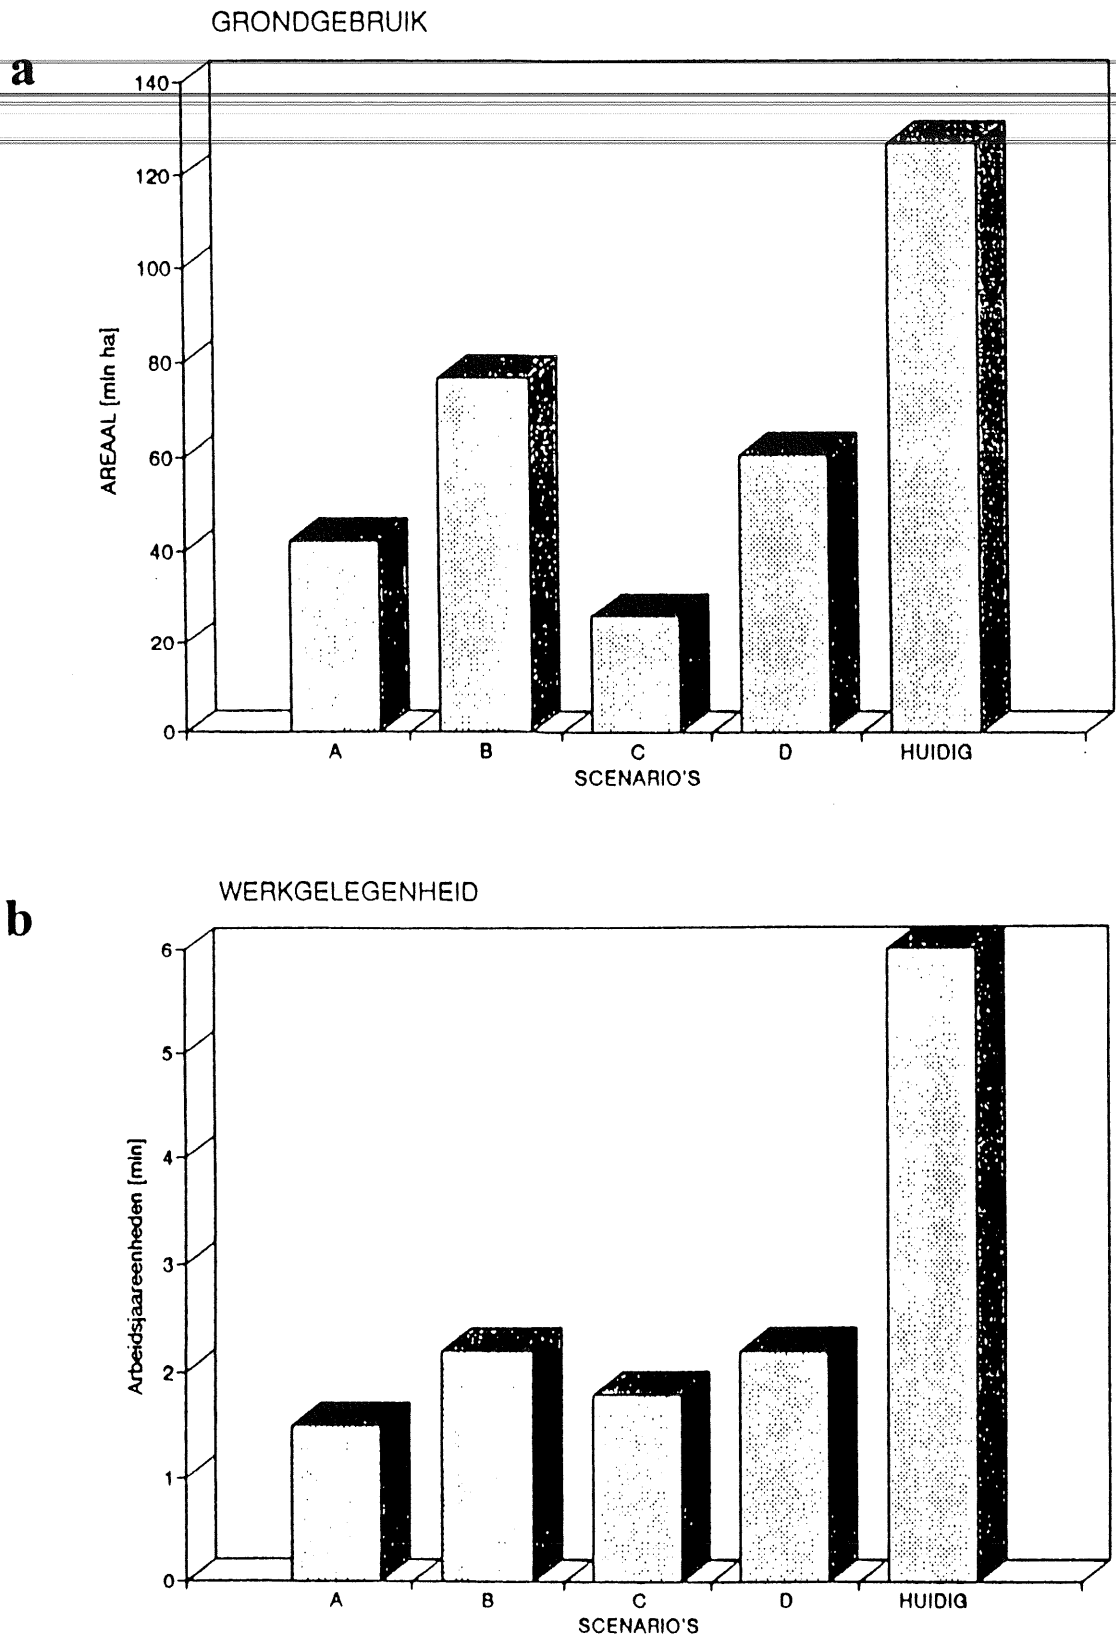 GRONDGEBRUIK
a
140
120
100
80
60
40
20
0
AREAAL [mln ha]
A B C D HUIDIG
SCENARIO'S
WERKGELEGENHEID
b
6
5
4
3
2
1
0
Arbeidsjaareenheden [mln]
A B C D HUIDIG
SCENARIO'S